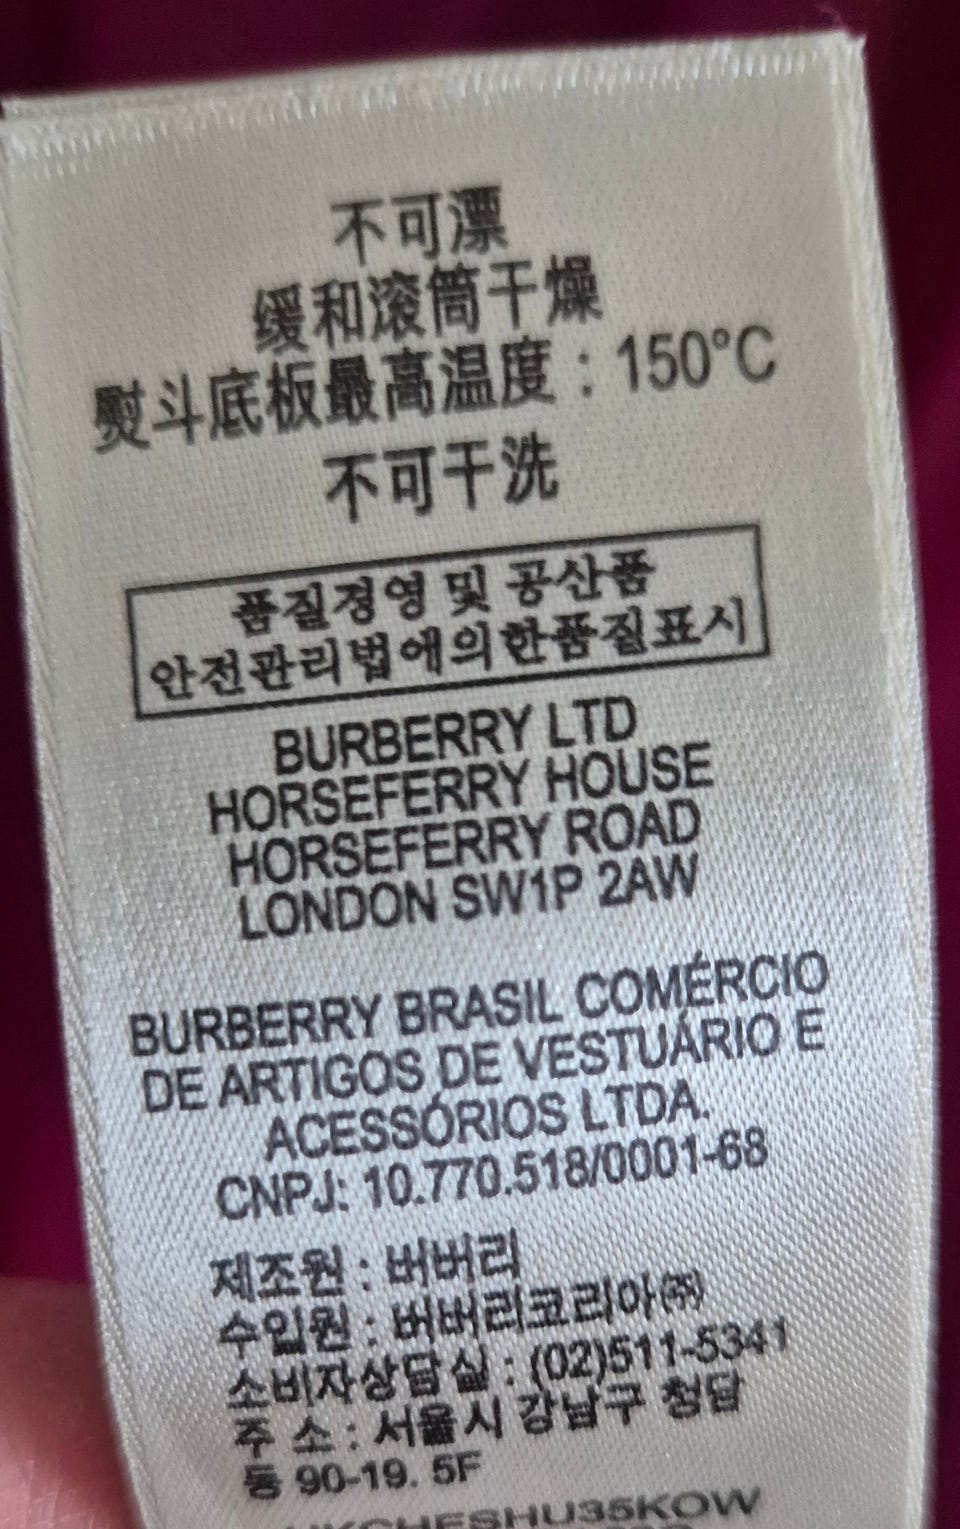 不可漂
缓和滚筒干燥
熨斗底板最高温度：150°C
不可干洗
품질경영 및 공산품
안전관리법에의한품질표시
BURBERRY LTD
HORSEFERRY HOUSE
HORSEFERRY ROAD
LONDON SW1P 2AW
BURBERRY BRASIL COMÉRCIO
DE ARTIGOS DE VESTUÁRIO E
ACESSÓRIOS LTDA.
CNPJ: 10.770.518/0001-68
제조원 : 버버리
수입원 : 버버리코리아㈜
소비자상담실 : (02)511-5341
주 소 : 서울시 강남구 청담
동 90-19. 5F